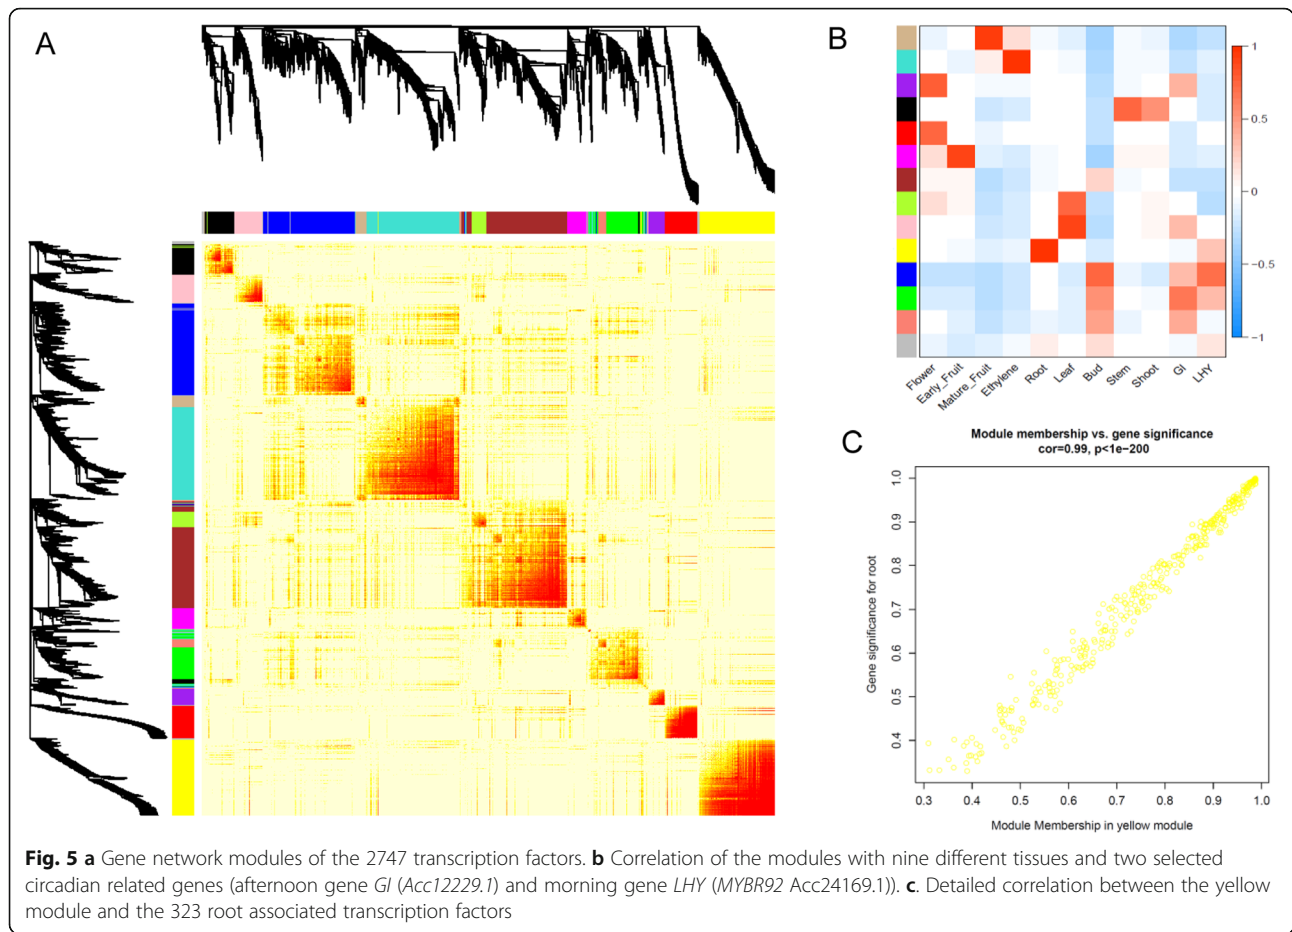 A
B
1
0.5
0
−0.5
−1
Flower
Early_Fruit
Mature_Fruit
Ethylene
Root
Leaf
Bud
Stem
Shoot
GI
LHY
C
Module membership vs. gene significance
cor=0.99, p<1e−200
Gene significance for root
1.0
0.9
0.8
0.7
0.6
0.5
0.4
0.3 0.4 0.5 0.6 0.7 0.8 0.9 1.0
Module Membership in yellow module
Fig. 5 a Gene network modules of the 2747 transcription factors. b Correlation of the modules with nine different tissues and two selected
circadian related genes (afternoon gene GI (Acc12229.1) and morning gene LHY (MYBR92 Acc24169.1)). c. Detailed correlation between the yellow
module and the 323 root associated transcription factors